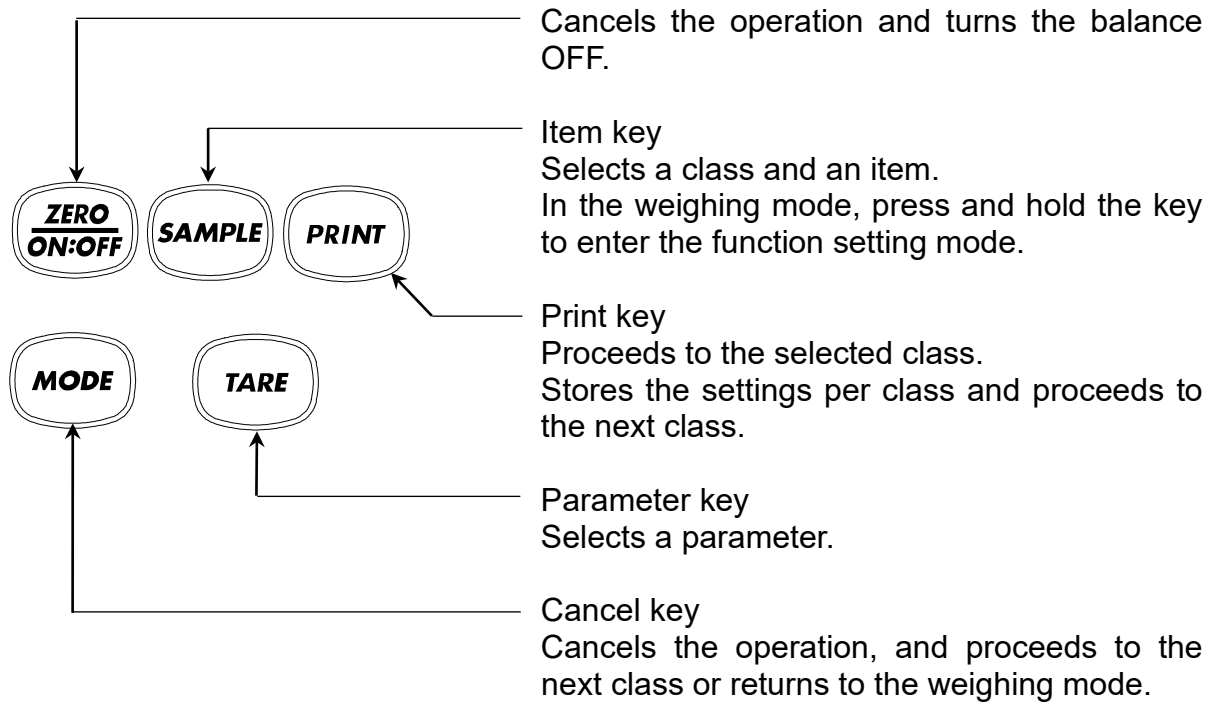 Cancels the operation and turns the balance
OFF.
Item key
Selects a class and an item.
In the weighing mode, press and hold the key
to enter the function setting mode.
ZERO
ON:OFF
SAMPLE
PRINT
Print key
Proceeds to the selected class.
Stores the settings per class and proceeds to
the next class.
MODE
TARE
Parameter key
Selects a parameter.
Cancel key
Cancels the operation, and proceeds to the
next class or returns to the weighing mode.